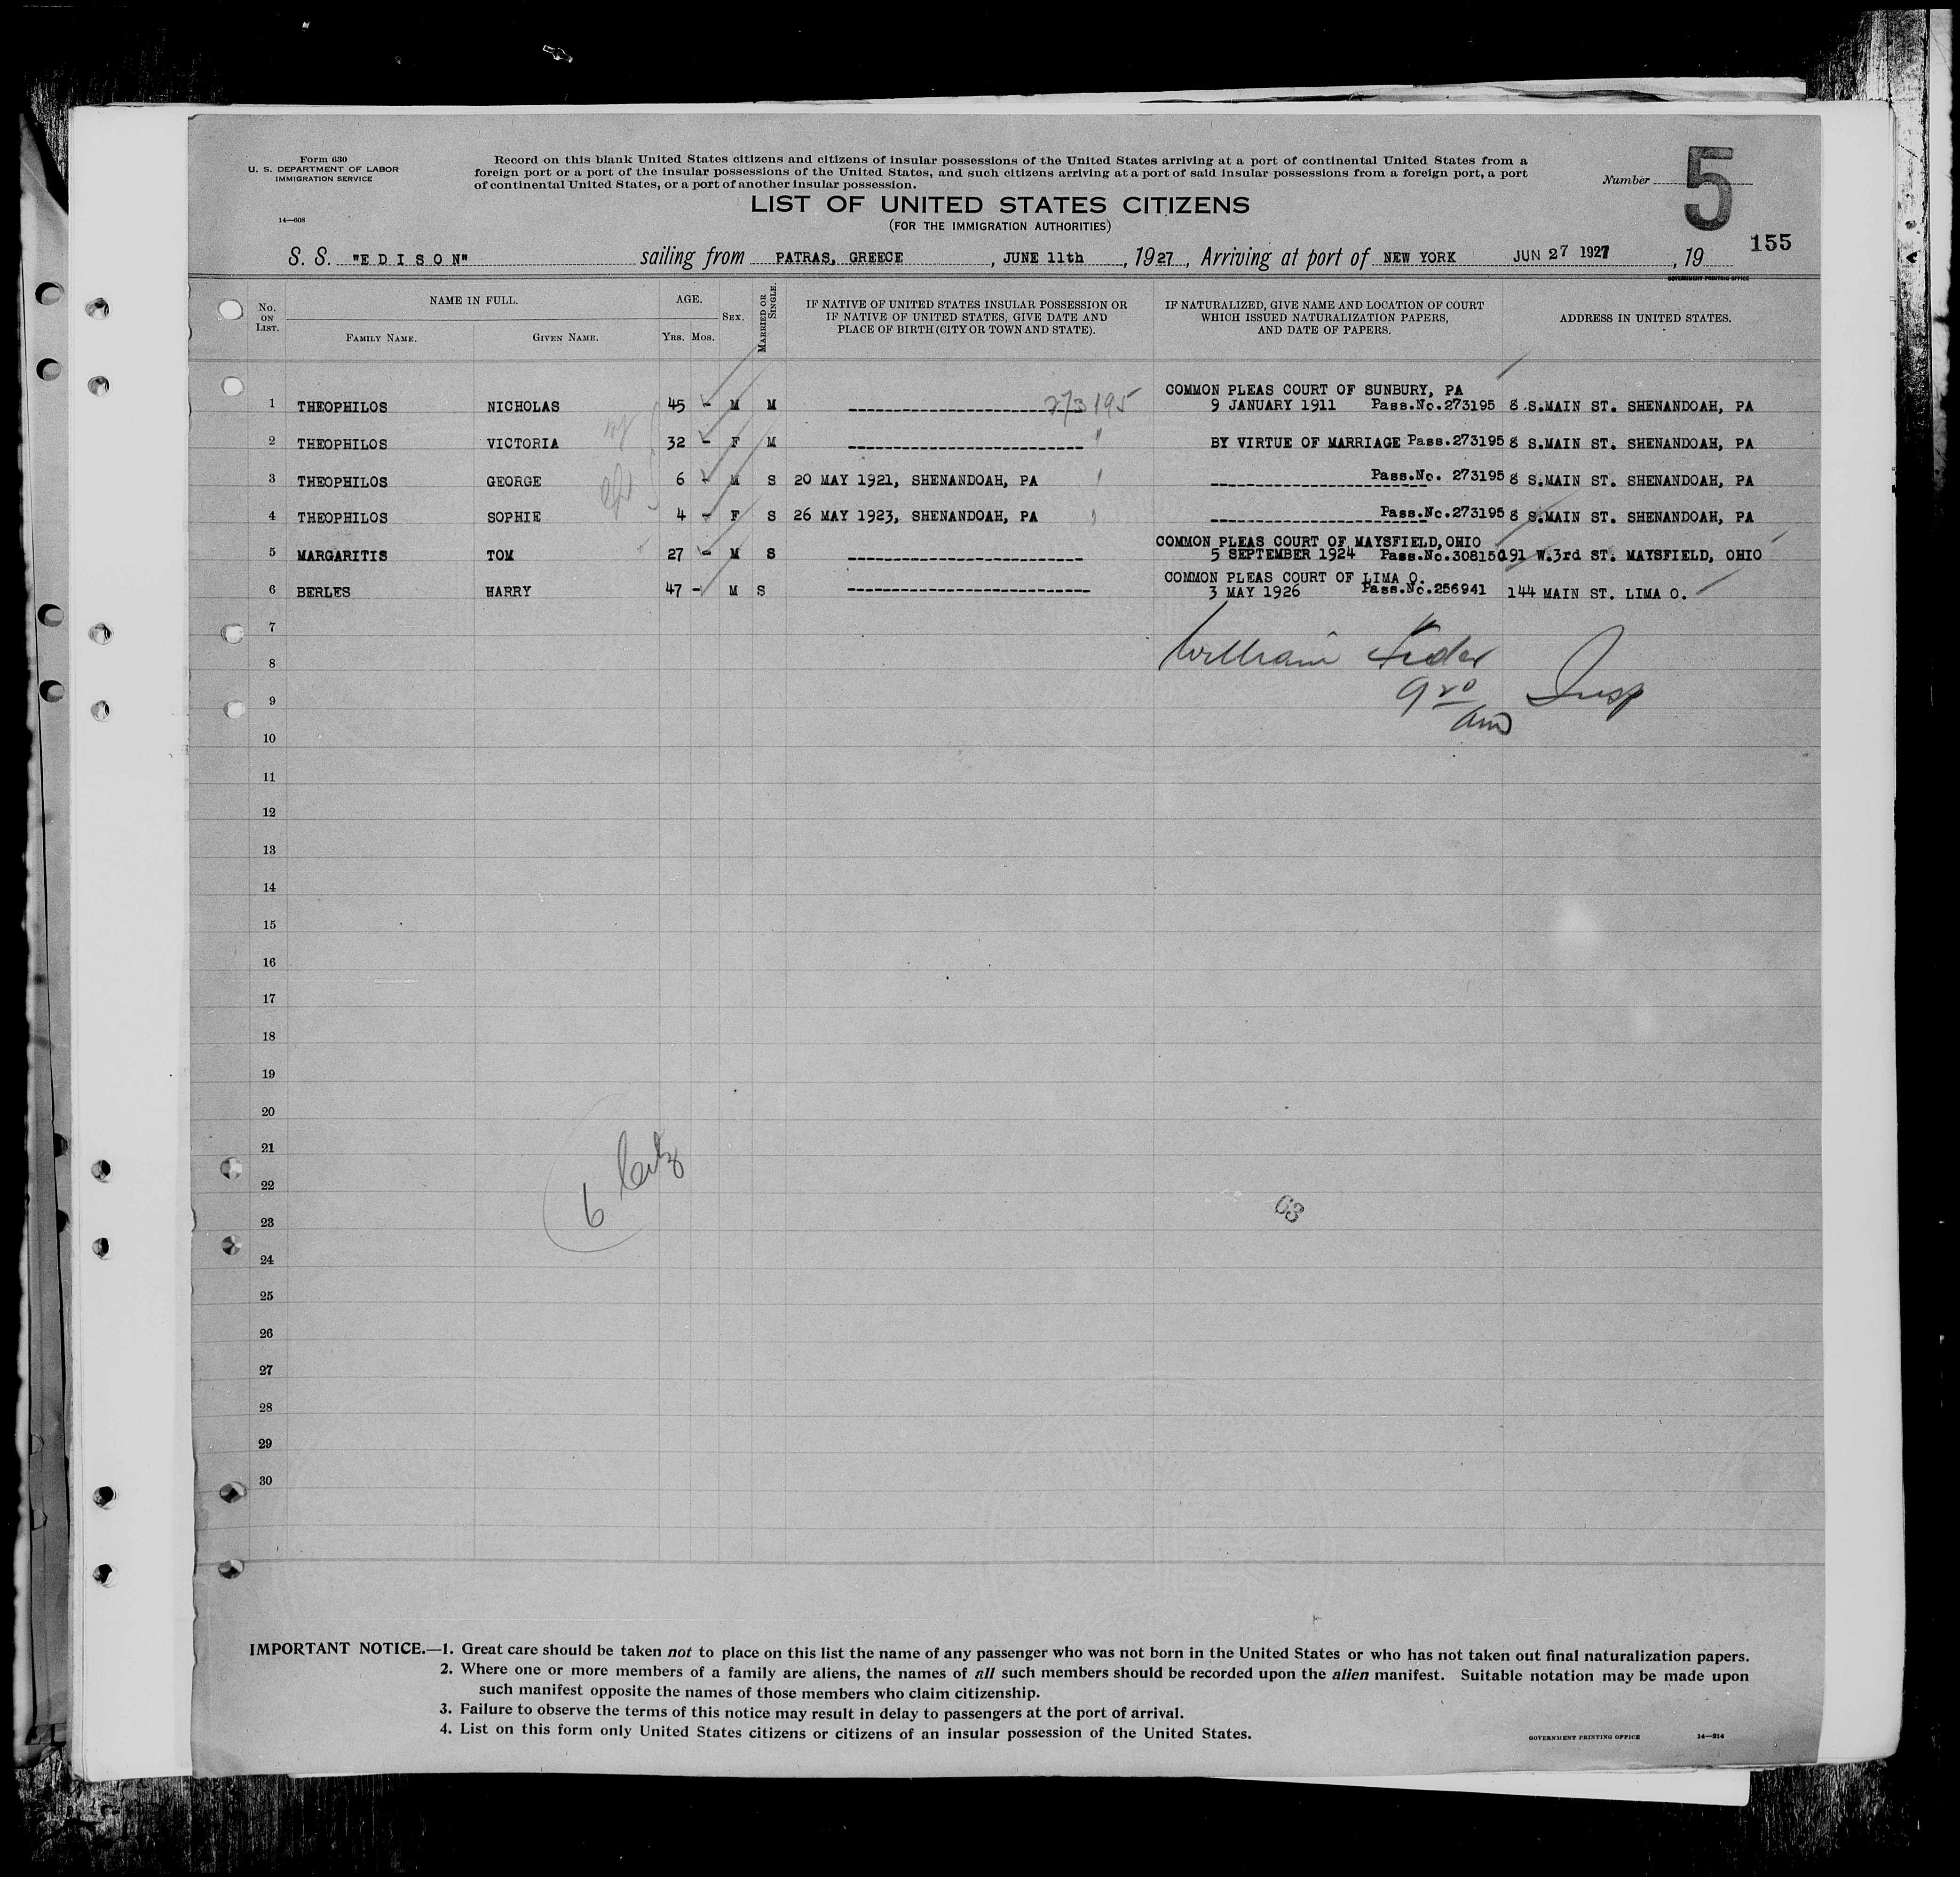 Form 630
U. S. DEPARTMENT OF LABOR
IMMIGRATION SERVICE
14—608
Record on this blank United States citizens and citizens of insular possessions of the United States arriving at a port of continental United States from a
foreign port or a port of the insular possessions of the United States, and such citizens arriving at a port of said insular possessions from a foreign port, a port
of continental United States, or a port of another insular possession.
Number 5
LIST OF UNITED STATES CITIZENS
(FOR THE IMMIGRATION AUTHORITIES)
155
S. S. "EDISON" sailing from PATRAS, GREECE, JUNE 11th, 1927, Arriving at port of NEW YORK JUN 27 1927, 19
GOVERNMENT PRINTING OFFICE
No. ON LIST.
NAME IN FULL.
FAMILY NAME.
GIVEN NAME.
AGE.
YRS. MOS.
SEX.
MARRIED OR SINGLE.
IF NATIVE OF UNITED STATES INSULAR POSSESSION OR
IF NATIVE OF UNITED STATES, GIVE DATE AND
PLACE OF BIRTH (CITY OR TOWN AND STATE).
IF NATURALIZED, GIVE NAME AND LOCATION OF COURT
WHICH ISSUED NATURALIZATION PAPERS,
AND DATE OF PAPERS.
ADDRESS IN UNITED STATES.
COMMON PLEAS COURT OF SUNBURY, PA
1 THEOPHILOS NICHOLAS 45 - M M ---------- 273195 9 JANUARY 1911 Pass.No.273195 8 S.MAIN ST. SHENANDOAH, PA
2 THEOPHILOS VICTORIA 32 - F M ---------- " BY VIRTUE OF MARRIAGE Pass.273195 8 S.MAIN ST. SHENANDOAH, PA
3 THEOPHILOS GEORGE 6 - M S 20 MAY 1921, SHENANDOAH, PA ---------- Pass.No. 273195 8 S.MAIN ST. SHENANDOAH, PA
4 THEOPHILOS SOPHIE 4 - F S 26 MAY 1923, SHENANDOAH, PA ---------- Pass.No.273195 8 S.MAIN ST. SHENANDOAH, PA
COMMON PLEAS COURT OF MAYSFIELD, OHIO
5 MARGARITIS TOM 27 - M S ---------- 5 SEPTEMBER 1924 Pass.No.308150 191 W.3rd ST. MAYSFIELD, OHIO
COMMON PLEAS COURT OF LIMA O.
6 BERLES HARRY 47 - M S ---------- 3 MAY 1926 Pass.No.256941 144 MAIN ST. LIMA O.
7
William
8
9 Insp
am
10
11
12
13
14
15
16
17
18
19
20
21
22
6 Citz
23
63
24
25
26
27
28
29
30
IMPORTANT NOTICE.—1. Great care should be taken not to place on this list the name of any passenger who was not born in the United States or who has not taken out final naturalization papers.
2. Where one or more members of a family are aliens, the names of all such members should be recorded upon the alien manifest. Suitable notation may be made upon
such manifest opposite the names of those members who claim citizenship.
3. Failure to observe the terms of this notice may result in delay to passengers at the port of arrival.
4. List on this form only United States citizens or citizens of an insular possession of the United States.
GOVERNMENT PRINTING OFFICE 14—214